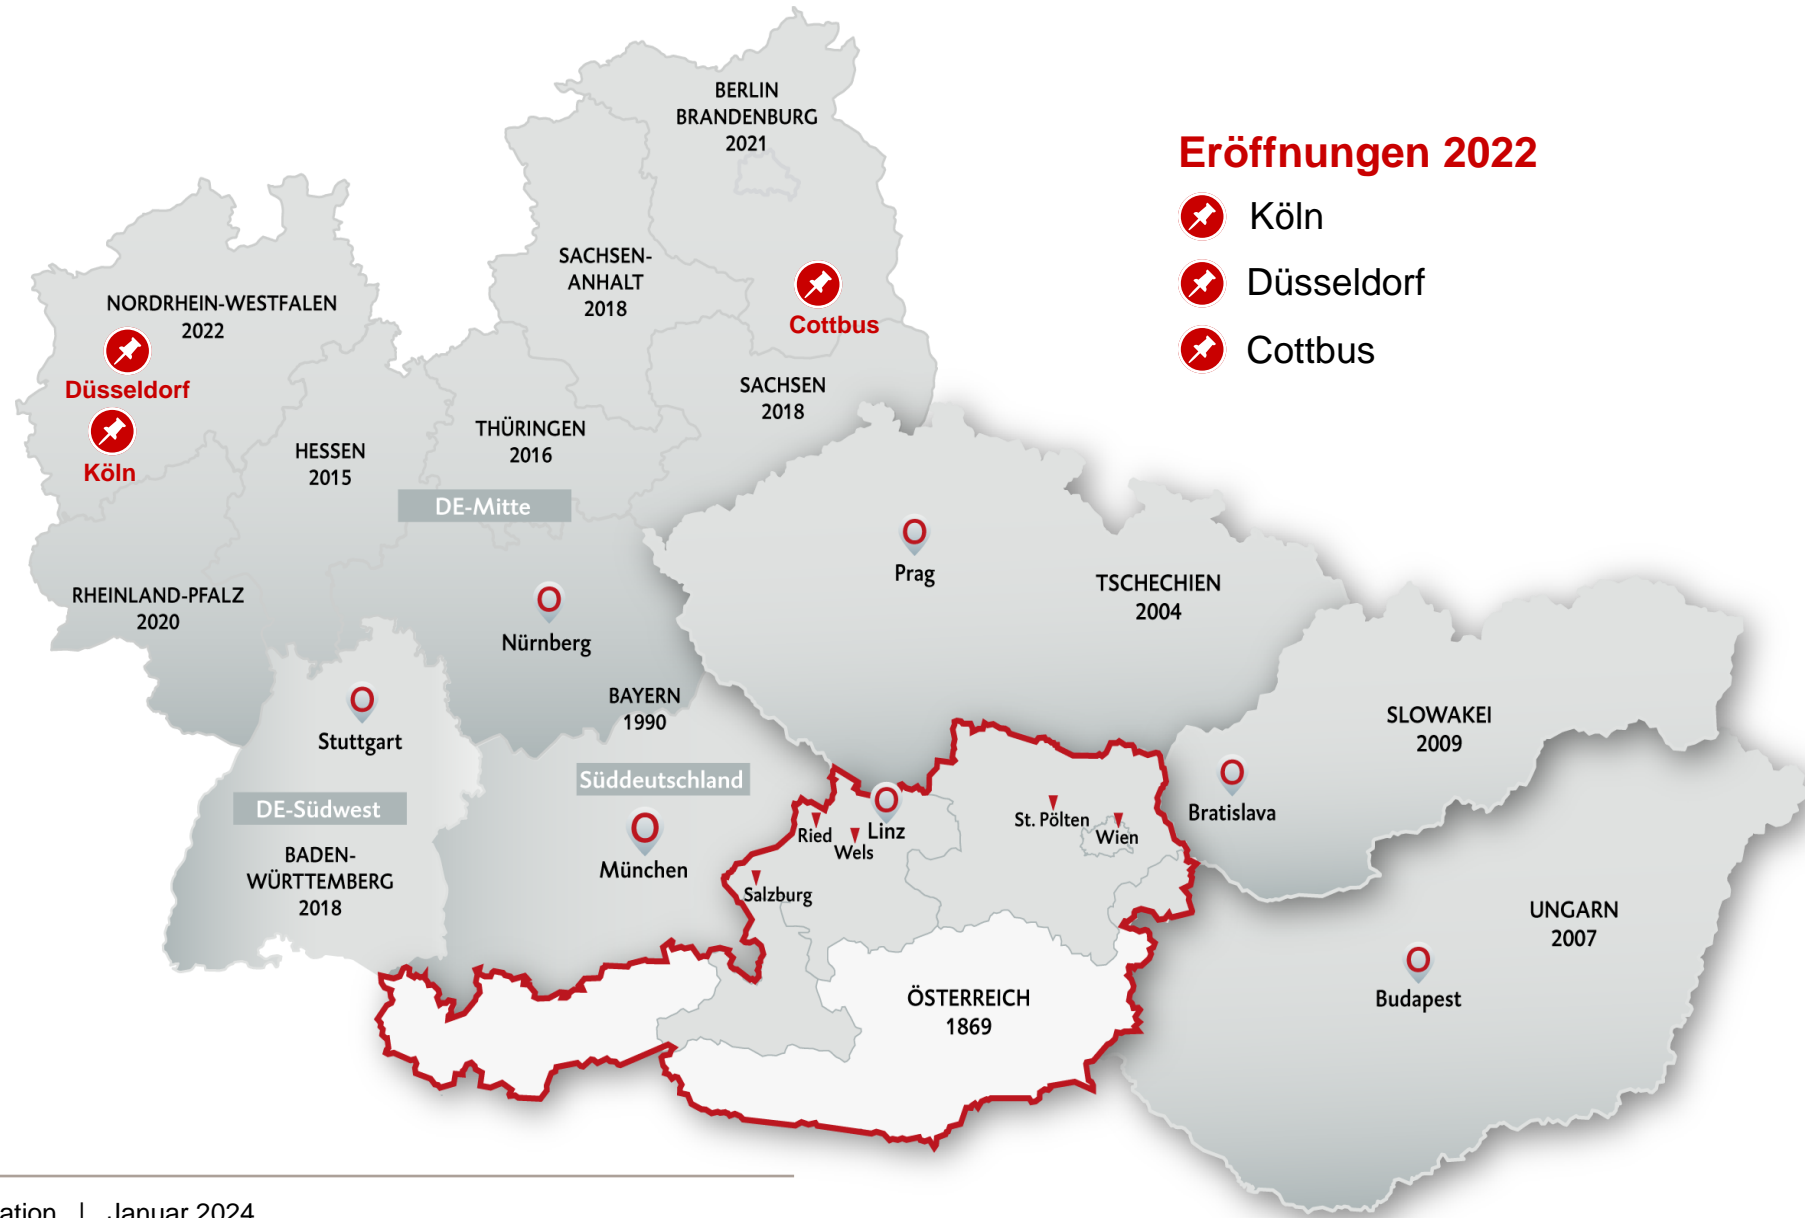 BERLIN
BRANDENBURG
2021
Eröffnungen 2022
Köln
Düsseldorf
Cottbus
SACHSEN-
ANHALT
2018
NORDRHEIN-WESTFALEN
2022
Cottbus
Düsseldorf
Köln
SACHSEN
2018
THÜRINGEN
2016
HESSEN
2015
DE-Mitte
Prag
TSCHECHIEN
2004
RHEINLAND-PFALZ
2020
Nürnberg
BAYERN
1990
Stuttgart
SLOWAKEI
2009
Süddeutschland
DE-Südwest
Bratislava
St. Pölten
Wien
Ried
Linz
Wels
München
BADEN-
WÜRTTEMBERG
2018
Salzburg
UNGARN
2007
Budapest
ÖSTERREICH
1869
ation | Januar 2024